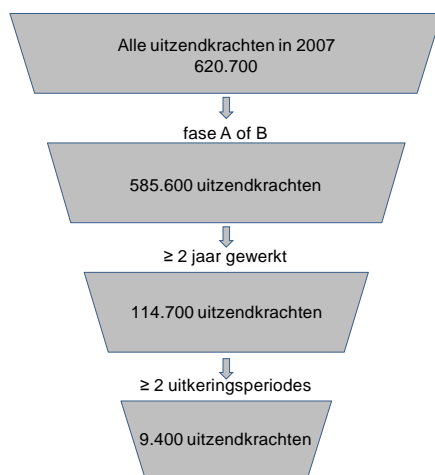 Alle uitzendkrachten in 2007
620.700
fase A of B
585.600 uitzendkrachten
≥ 2 jaar gewerkt
114.700 uitzendkrachten
≥ 2 uitkeringsperiodes
9.400 uitzendkrachten